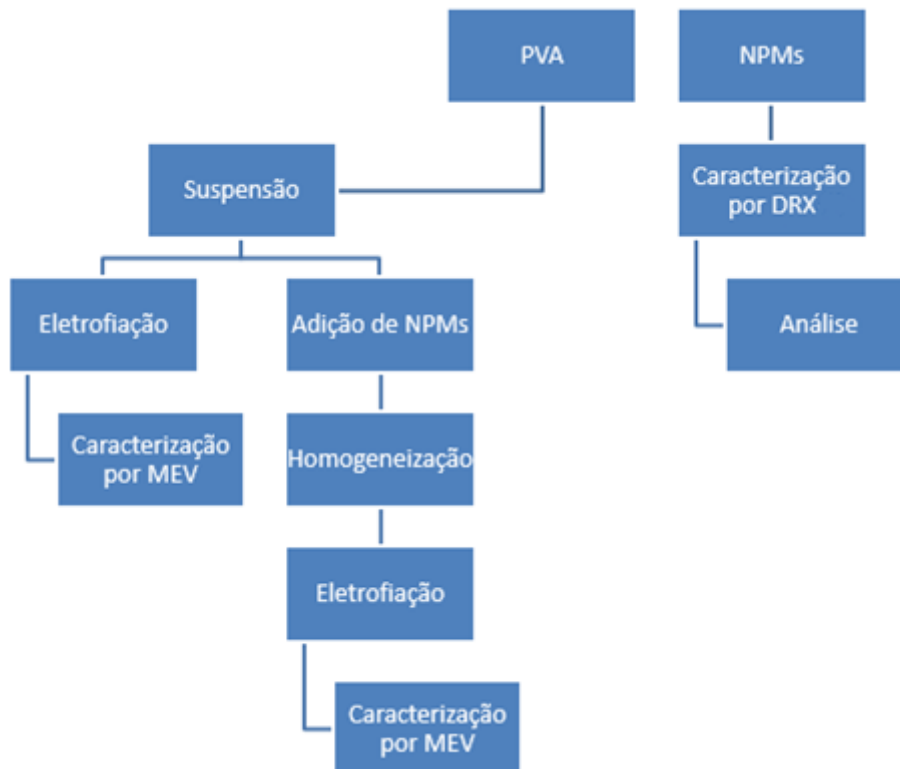 PVA
NPMs
Suspensão
Caracterização
por DRX
Eletrofiação
Adição de NPMs
Análise
Caracterização
por MEV
Homogeneização
Eletrofiação
Caracterização
por MEV